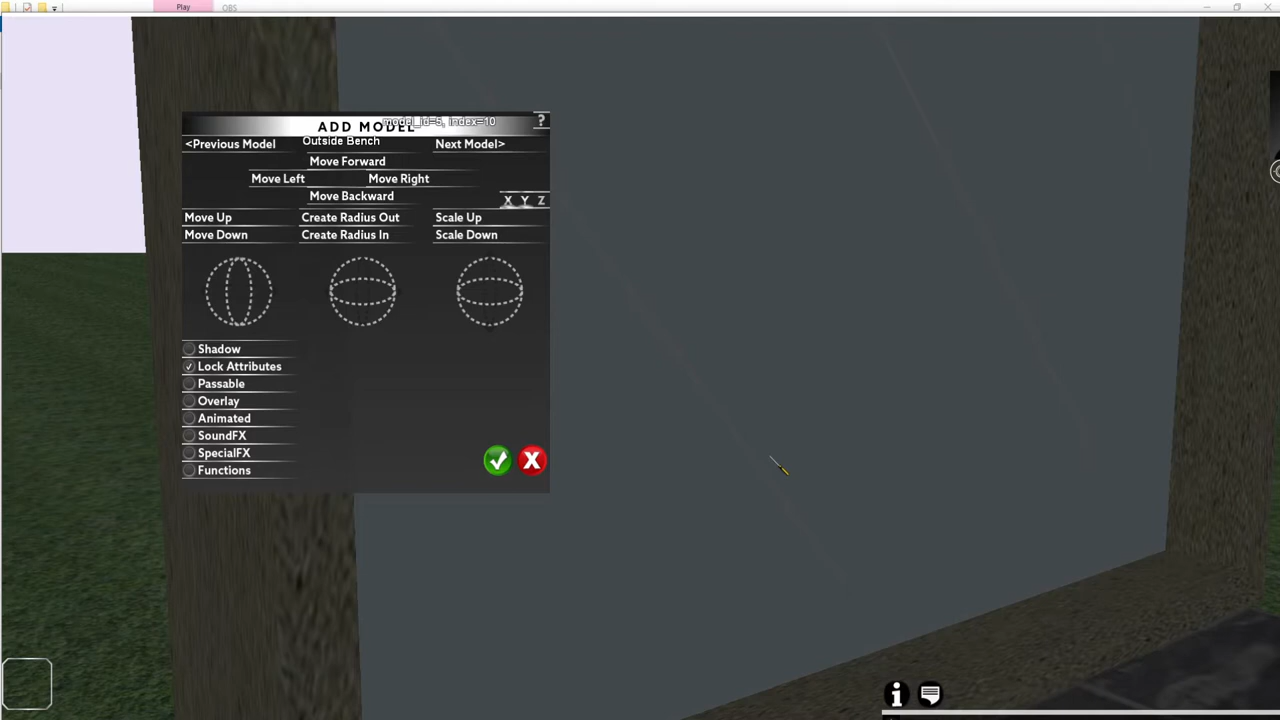 Play
OBS
ADD MODEL
model_id=5, index=10
?
<Previous Model
Outside Bench
Next Model>
Move Forward
Move Left
Move Right
Move Backward
X Y Z
Move Up
Create Radius Out
Scale Up
Move Down
Create Radius In
Scale Down
Shadow
Lock Attributes
Passable
Overlay
Animated
SoundFX
SpecialFX
Functions